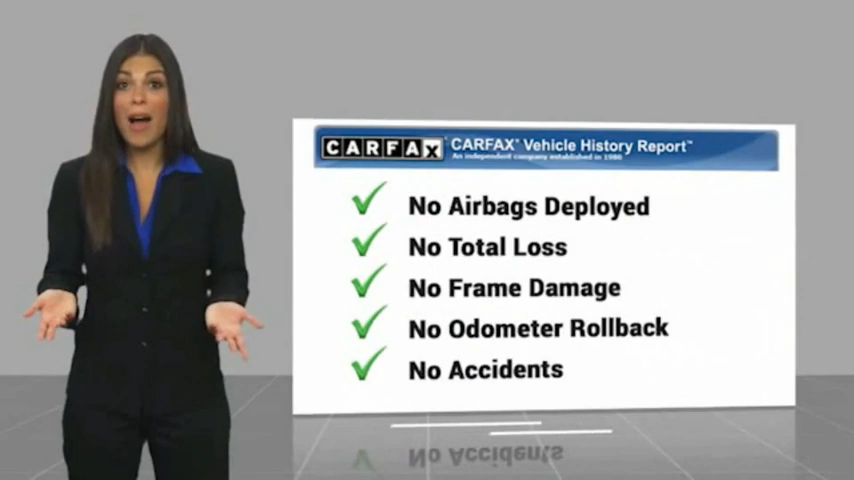 CARFAX CARFAX® Vehicle History Report™
An independent company established in 1986
No Airbags Deployed
No Total Loss
No Frame Damage
No Odometer Rollback
No Accidents
No Accidents